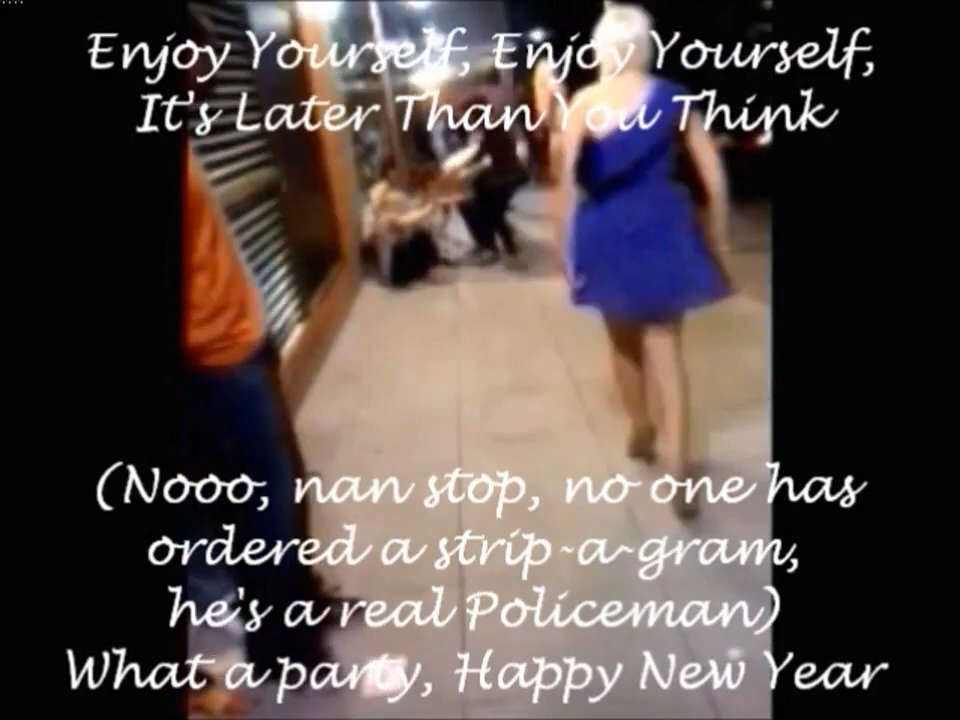 Enjoy Yourself, Enjoy Yourself,
It's Later Than You Think
(Nooo, nan stop, no one has
ordered a strip-a-gram,
he's a real Policeman)
What a party, Happy New Year